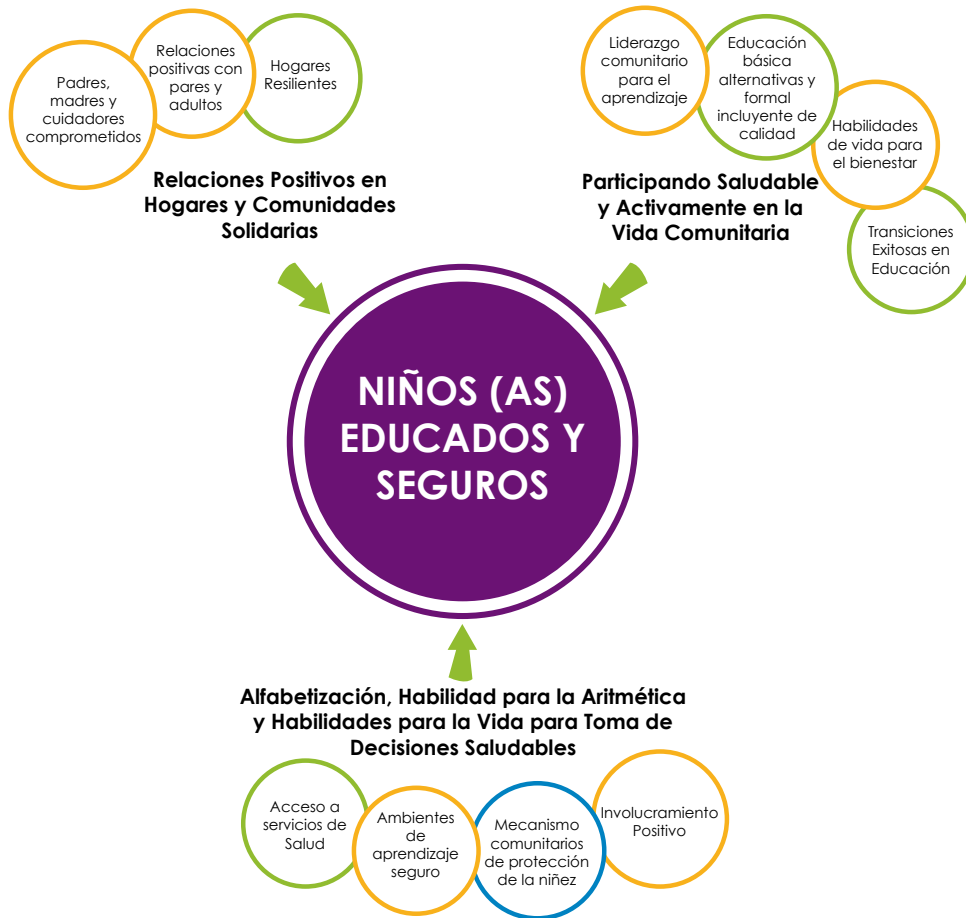 Padres,
madres y
cuidadores
comprometidos
Relaciones
positivas con
pares y
adultos
Hogares
Resilientes
Relaciones Positivos en
Hogares y Comunidades
Solidarias
Liderazgo
comunitario
para el
aprendizaje
Educación
básica
alternativas y
formal
incluyente de
calidad
Habilidades
de vida para
el bienestar
Transiciones
Exitosas en
Educación
Participando Saludable
y Activamente en la
Vida Comunitaria
NIÑOS (AS)
EDUCADOS Y
SEGUROS
Alfabetización, Habilidad para la Aritmética
y Habilidades para la Vida para Toma de
Decisiones Saludables
Acceso a
servicios de
Salud
Ambientes
de
aprendizaje
seguro
Mecanismo
comunitarios
de protección
de la niñez
Involucramiento
Positivo